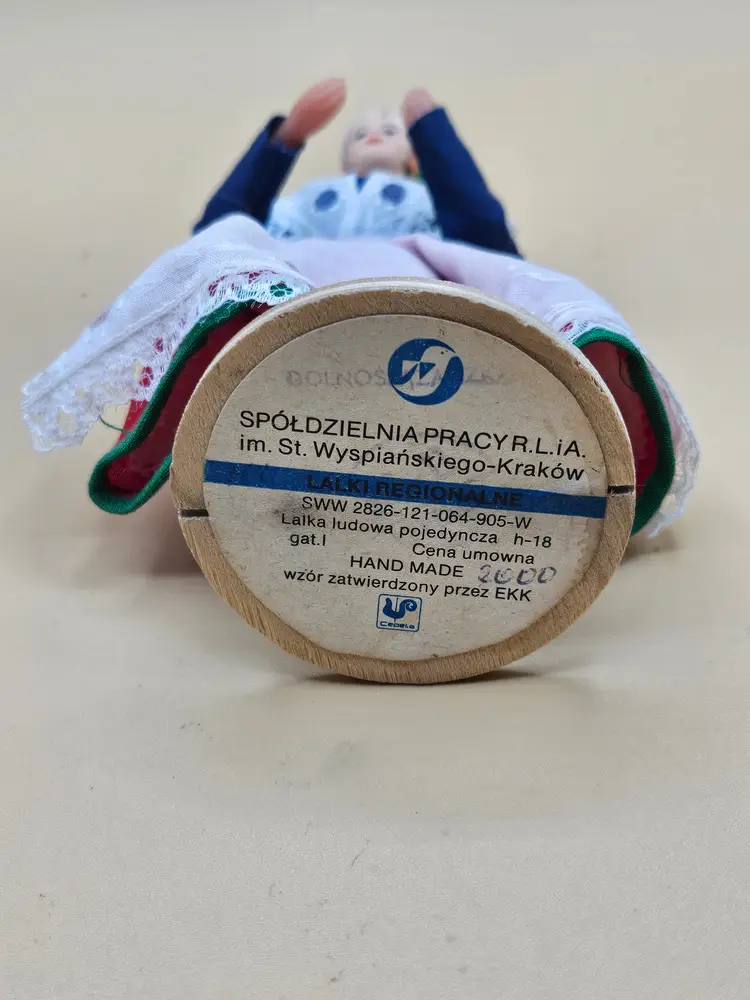 SPÓŁDZIELNIA PRACY R.L.iA.
im. St. Wyspiańskiego-Kraków
LALKI REGIONALNE
SWW 2826-121-064-905-W
Lalka ludowa pojedyncza h-18
gat.I Cena umowna
HAND MADE 2000
wzór zatwierdzony przez EKK
Cepelia